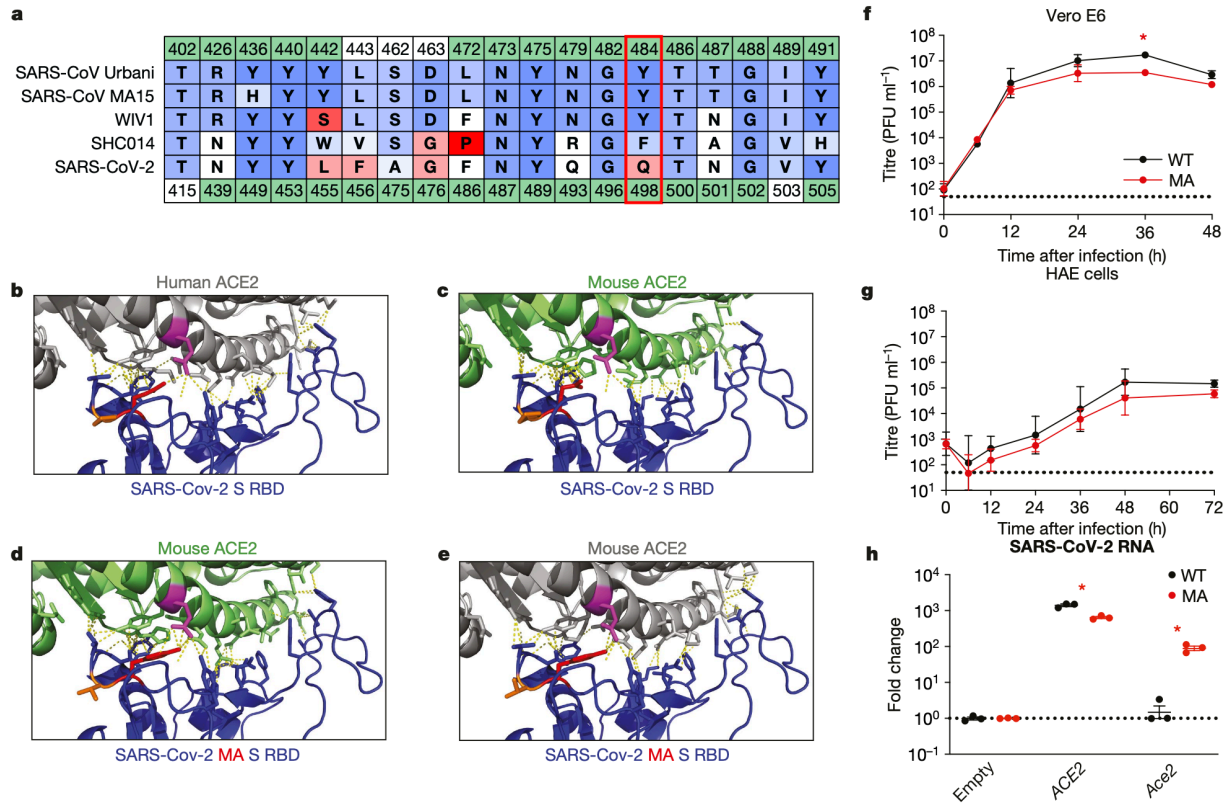 a
402 426 436 440 442 443 462 463 472 473 475 479 482 484 486 487 488 489 491
SARS-CoV Urbani T R Y Y Y L S D L N Y N G Y T T G I Y
SARS-CoV MA15 T R H Y Y L S D L N Y N G Y T T G I Y
WIV1 T R Y Y S L S D F N Y N G Y T N G I Y
SHC014 T N Y Y W V S G P N Y R G F T A G V H
SARS-CoV-2 T N Y Y L F A G F N Y Q G Q T N G V Y
415 439 449 453 455 456 475 476 486 487 489 493 496 498 500 501 502 503 505
b
Human ACE2
SARS-Cov-2 S RBD
c
Mouse ACE2
SARS-Cov-2 S RBD
d
Mouse ACE2
SARS-Cov-2 MA S RBD
e
Mouse ACE2
SARS-Cov-2 MA S RBD
f
Vero E6
10⁸
10⁷
10⁶
10⁵
10⁴
10³
10²
10¹
Titre (PFU ml⁻¹)
*
WT
MA
0 12 24 36 48
Time after infection (h)
HAE cells
g
10⁸
10⁷
10⁶
10⁵
10⁴
10³
10²
10¹
Titre (PFU ml⁻¹)
0 12 24 36 48 60 72
Time after infection (h)
SARS-CoV-2 RNA
h
10⁴
10³
10²
10¹
10⁰
10⁻¹
Fold change
*
*
WT
MA
Empty
ACE2
Ace2